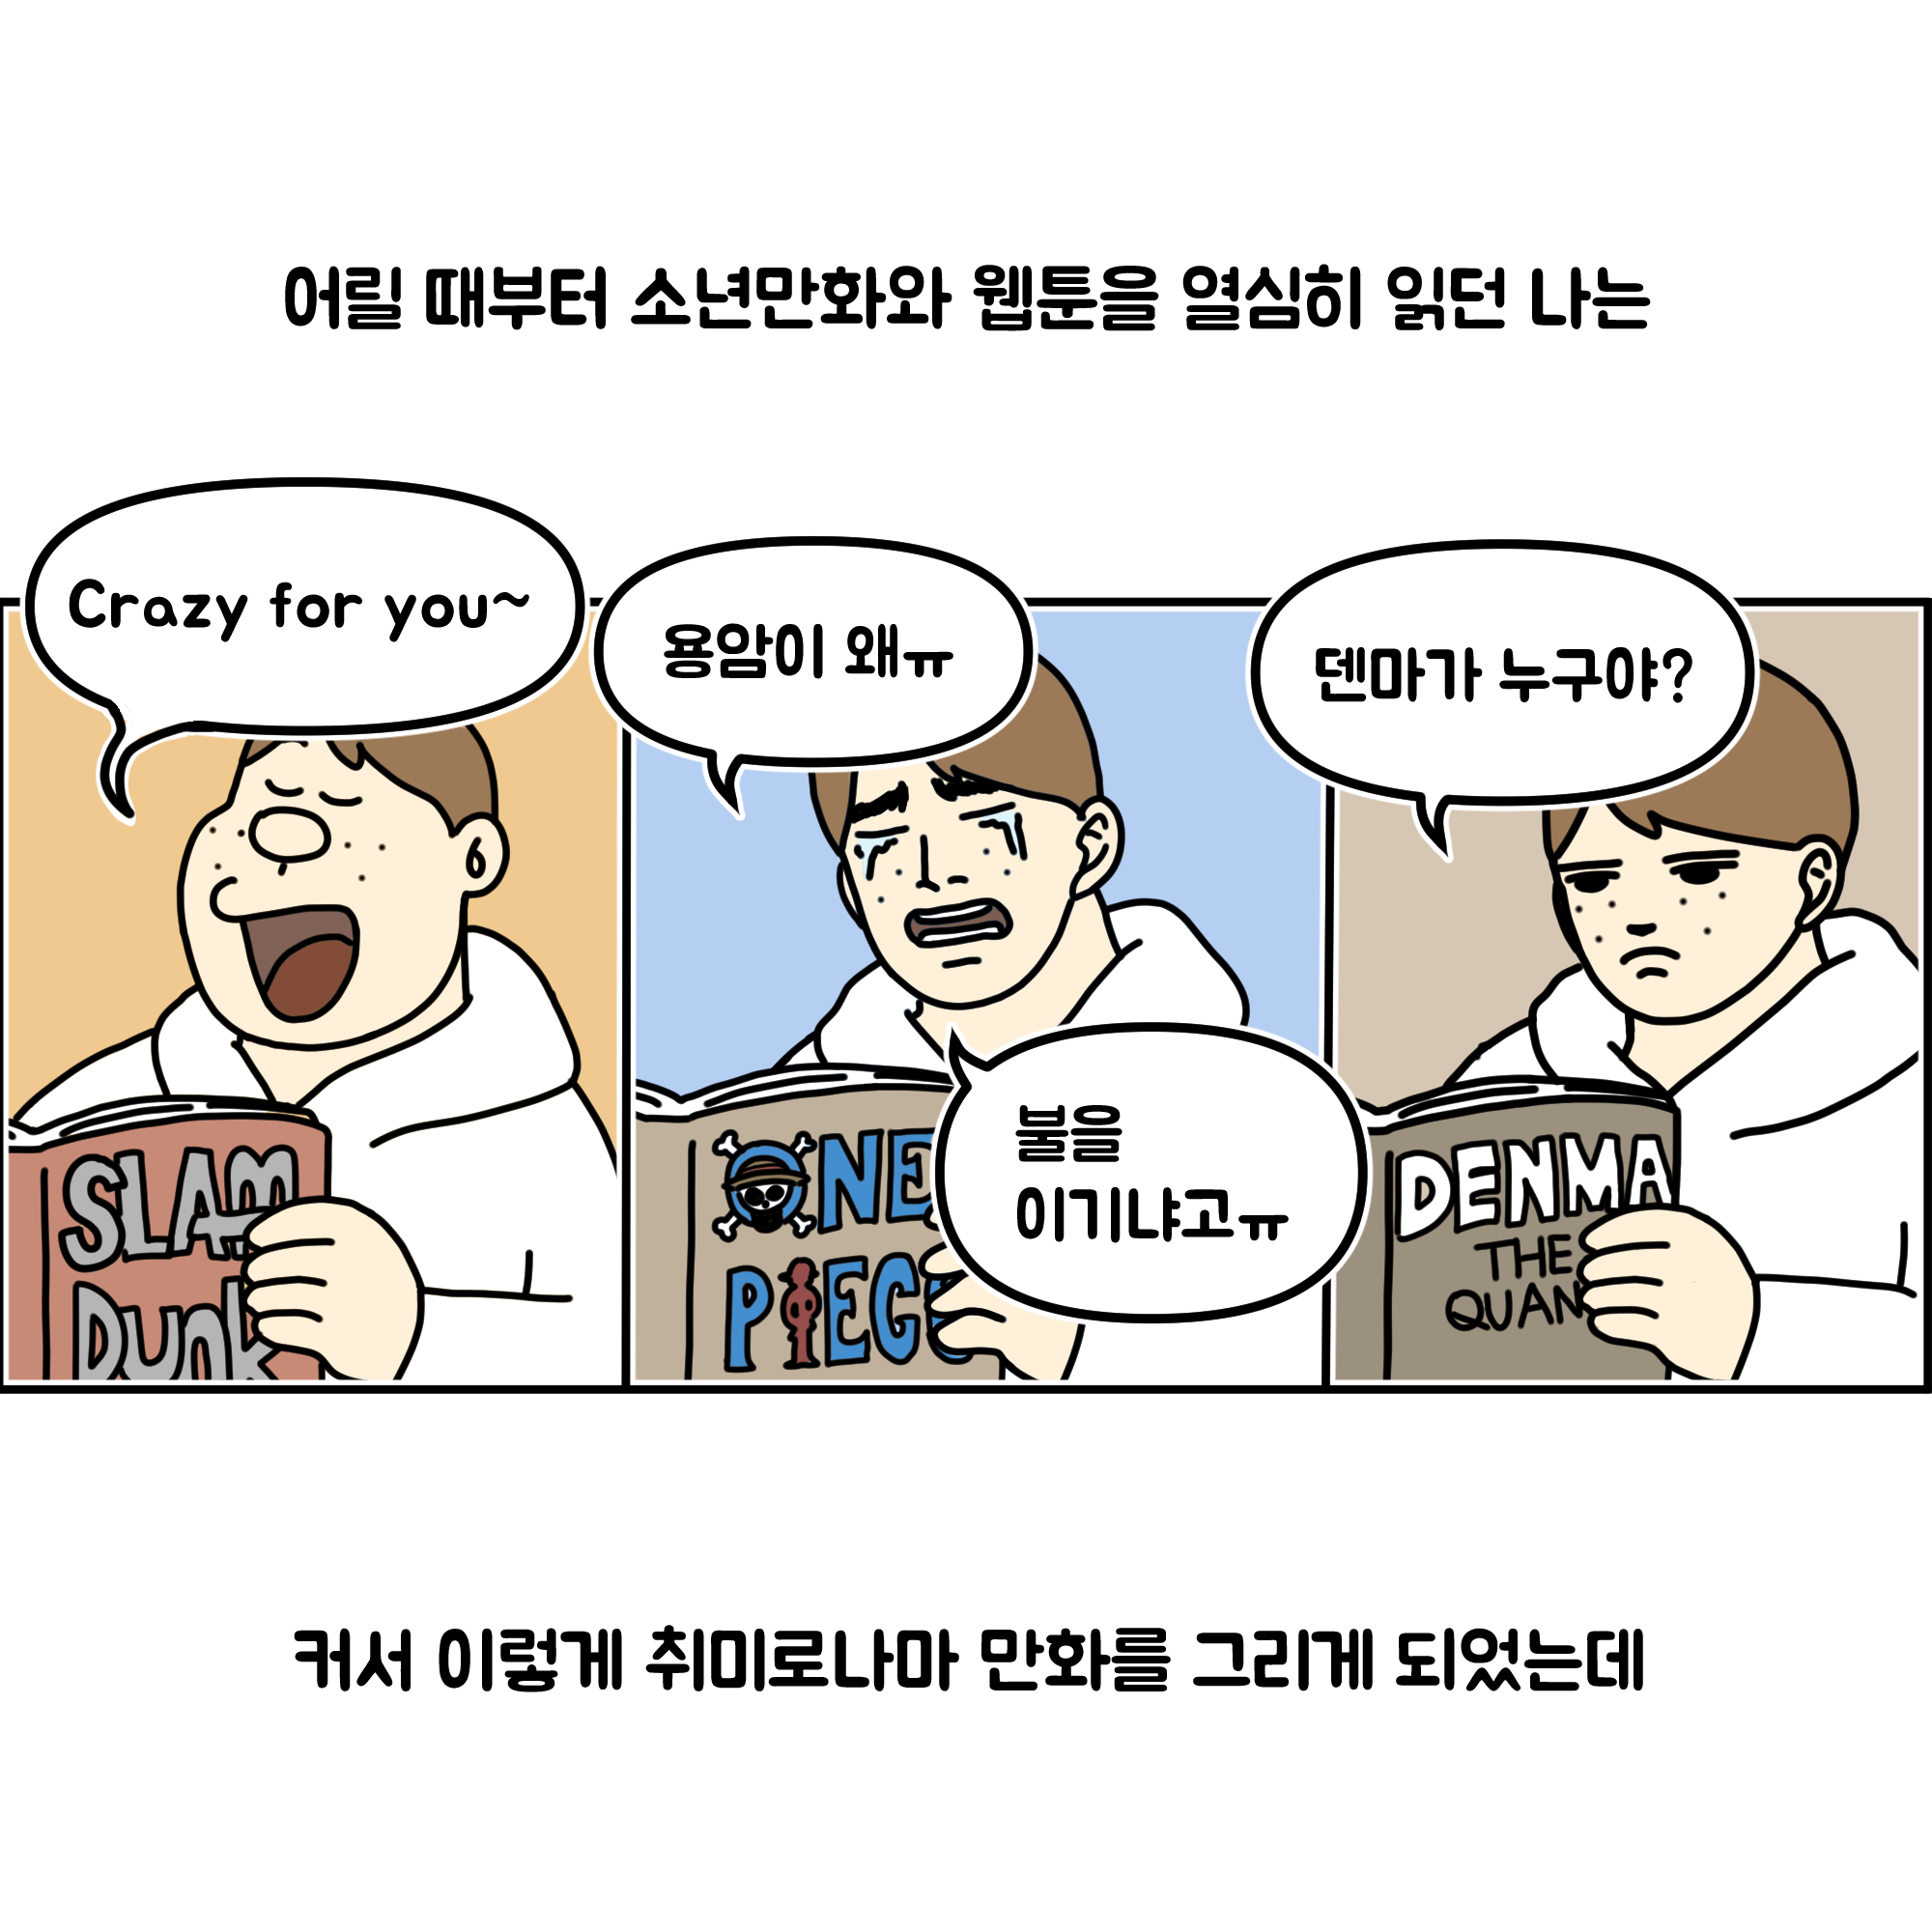 어릴 때부터 소년만화와 웹툰을 열심히 읽던 나는
Crazy for you~
용암이 왜ㅠ
불을
이기냐고ㅠ
덴마가 누구야?
SLAM
DUNK
ONE
PIECE
DENMA
THE
QUAN
커서 이렇게 취미로나마 만화를 그리게 되었는데